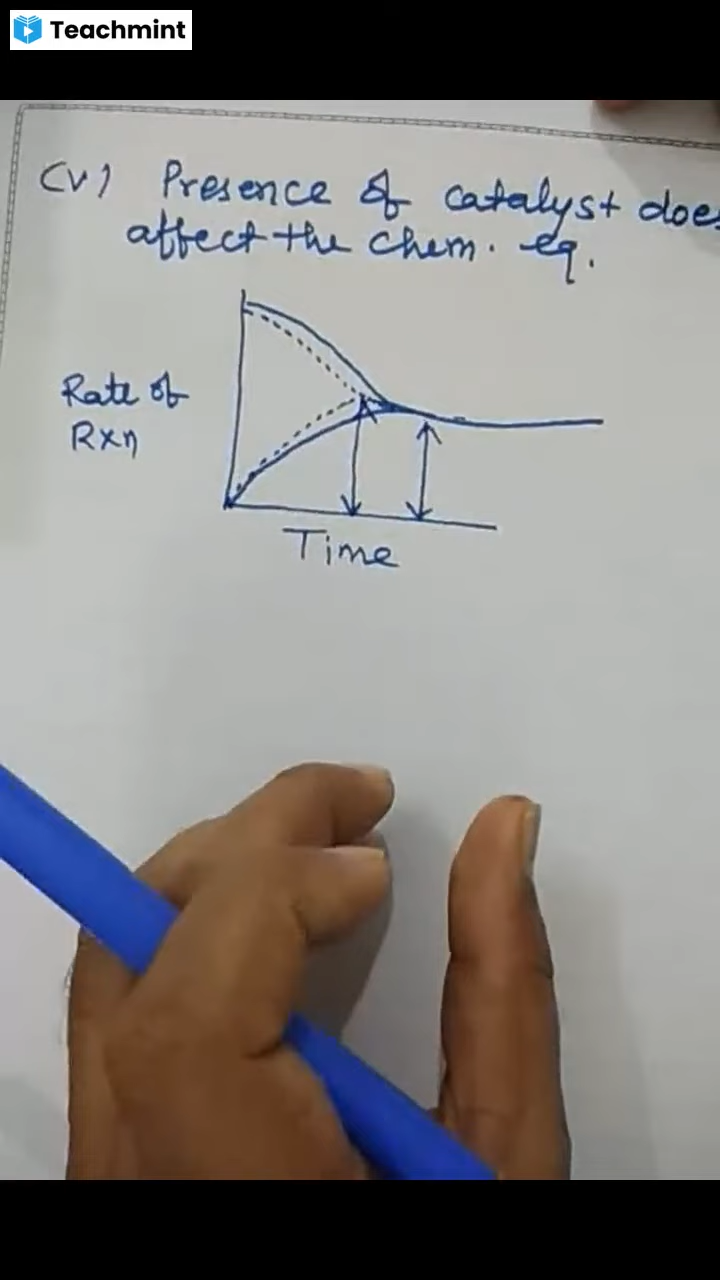 Teachmint
(v) Presence of catalyst does
affect the chem. eq.
Rate of
Rxn
Time